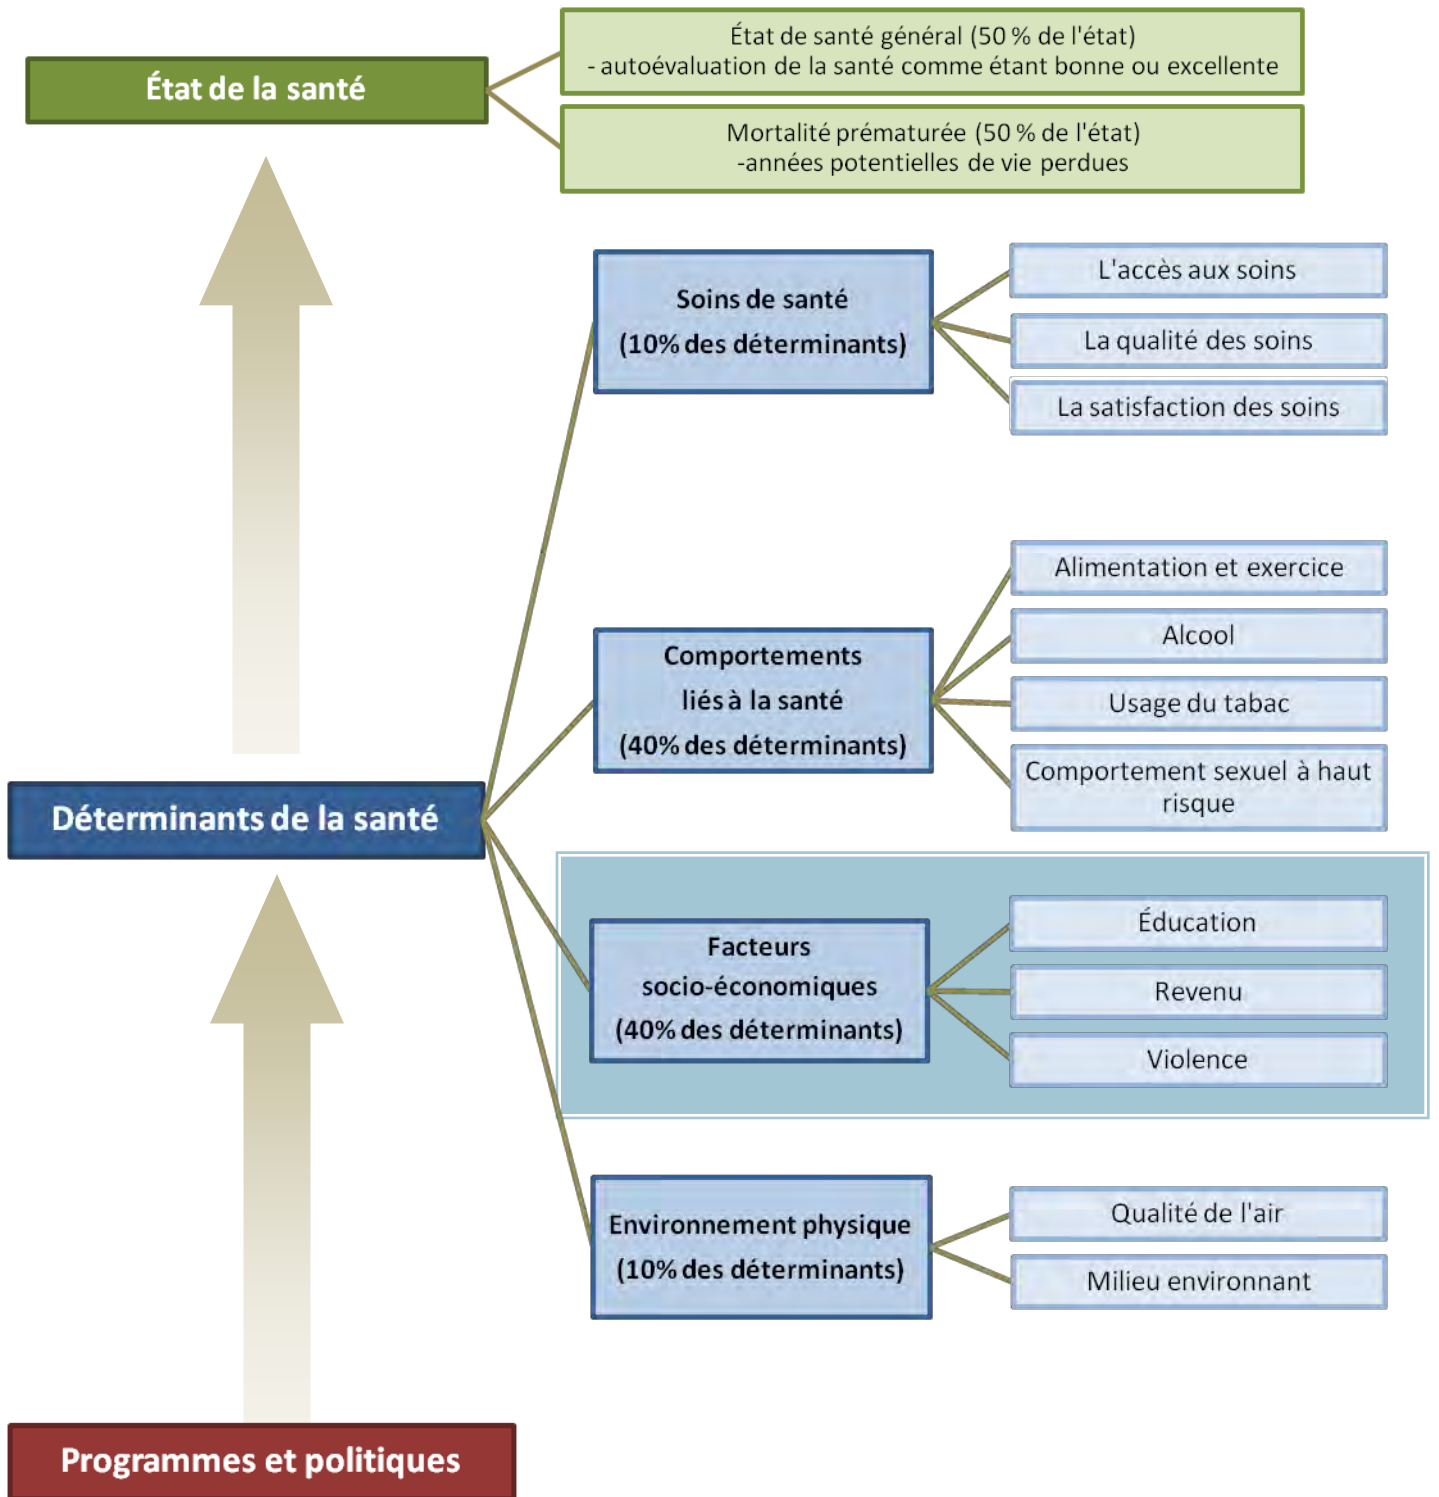 État de la santé
État de santé général (50 % de l'état)
- autoévaluation de la santé comme étant bonne ou excellente
Mortalité prématurée (50 % de l'état)
-années potentielles de vie perdues
Soins de santé
(10% des déterminants)
L'accès aux soins
La qualité des soins
La satisfaction des soins
Déterminants de la santé
Comportements
liés à la santé
(40% des déterminants)
Alimentation et exercice
Alcool
Usage du tabac
Comportement sexuel à haut
risque
Facteurs
socio-économiques
(40% des déterminants)
Éducation
Revenu
Violence
Environnement physique
(10% des déterminants)
Qualité de l'air
Milieu environnant
Programmes et politiques